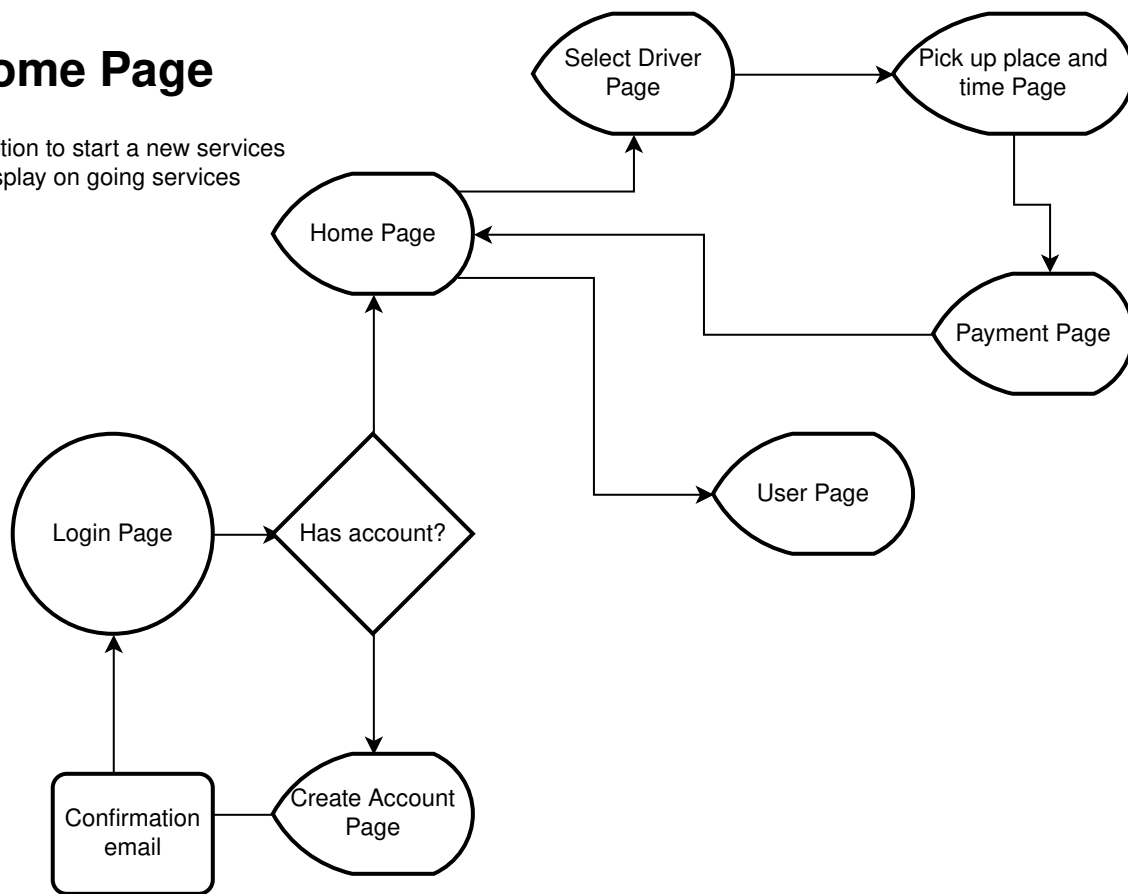 ome Page
tion to start a new services
splay on going services
Select Driver
Page
Pick up place and
time Page
Home Page
Payment Page
User Page
Login Page
Has account?
Create Account
Page
Confirmation
email